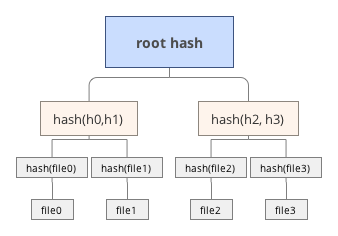 root hash
hash(h0,h1)
hash(h2, h3)
hash(file0)
hash(file1)
hash(file2)
hash(file3)
file0
file1
file2
file3